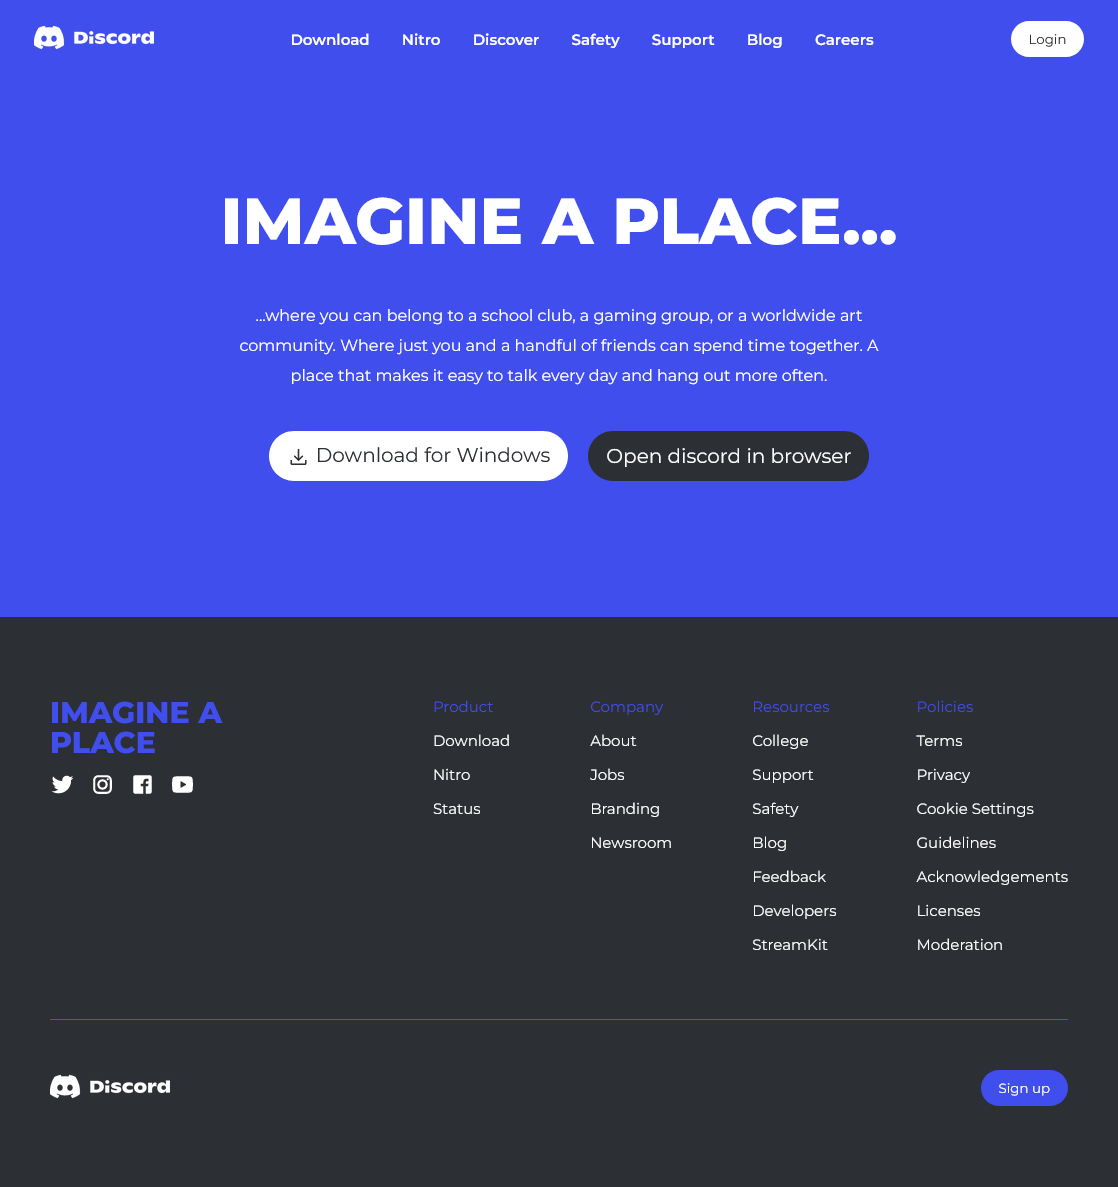 Discord
Download Nitro Discover Safety Support Blog Careers
Login
IMAGINE A PLACE...
...where you can belong to a school club, a gaming group, or a worldwide art
community. Where just you and a handful of friends can spend time together. A
place that makes it easy to talk every day and hang out more often.
Download for Windows
Open discord in browser
IMAGINE A
PLACE
Product
Download
Nitro
Status
Company
About
Jobs
Branding
Newsroom
Resources
College
Support
Safety
Blog
Feedback
Developers
StreamKit
Policies
Terms
Privacy
Cookie Settings
Guidelines
Acknowledgements
Licenses
Moderation
Discord
Sign up